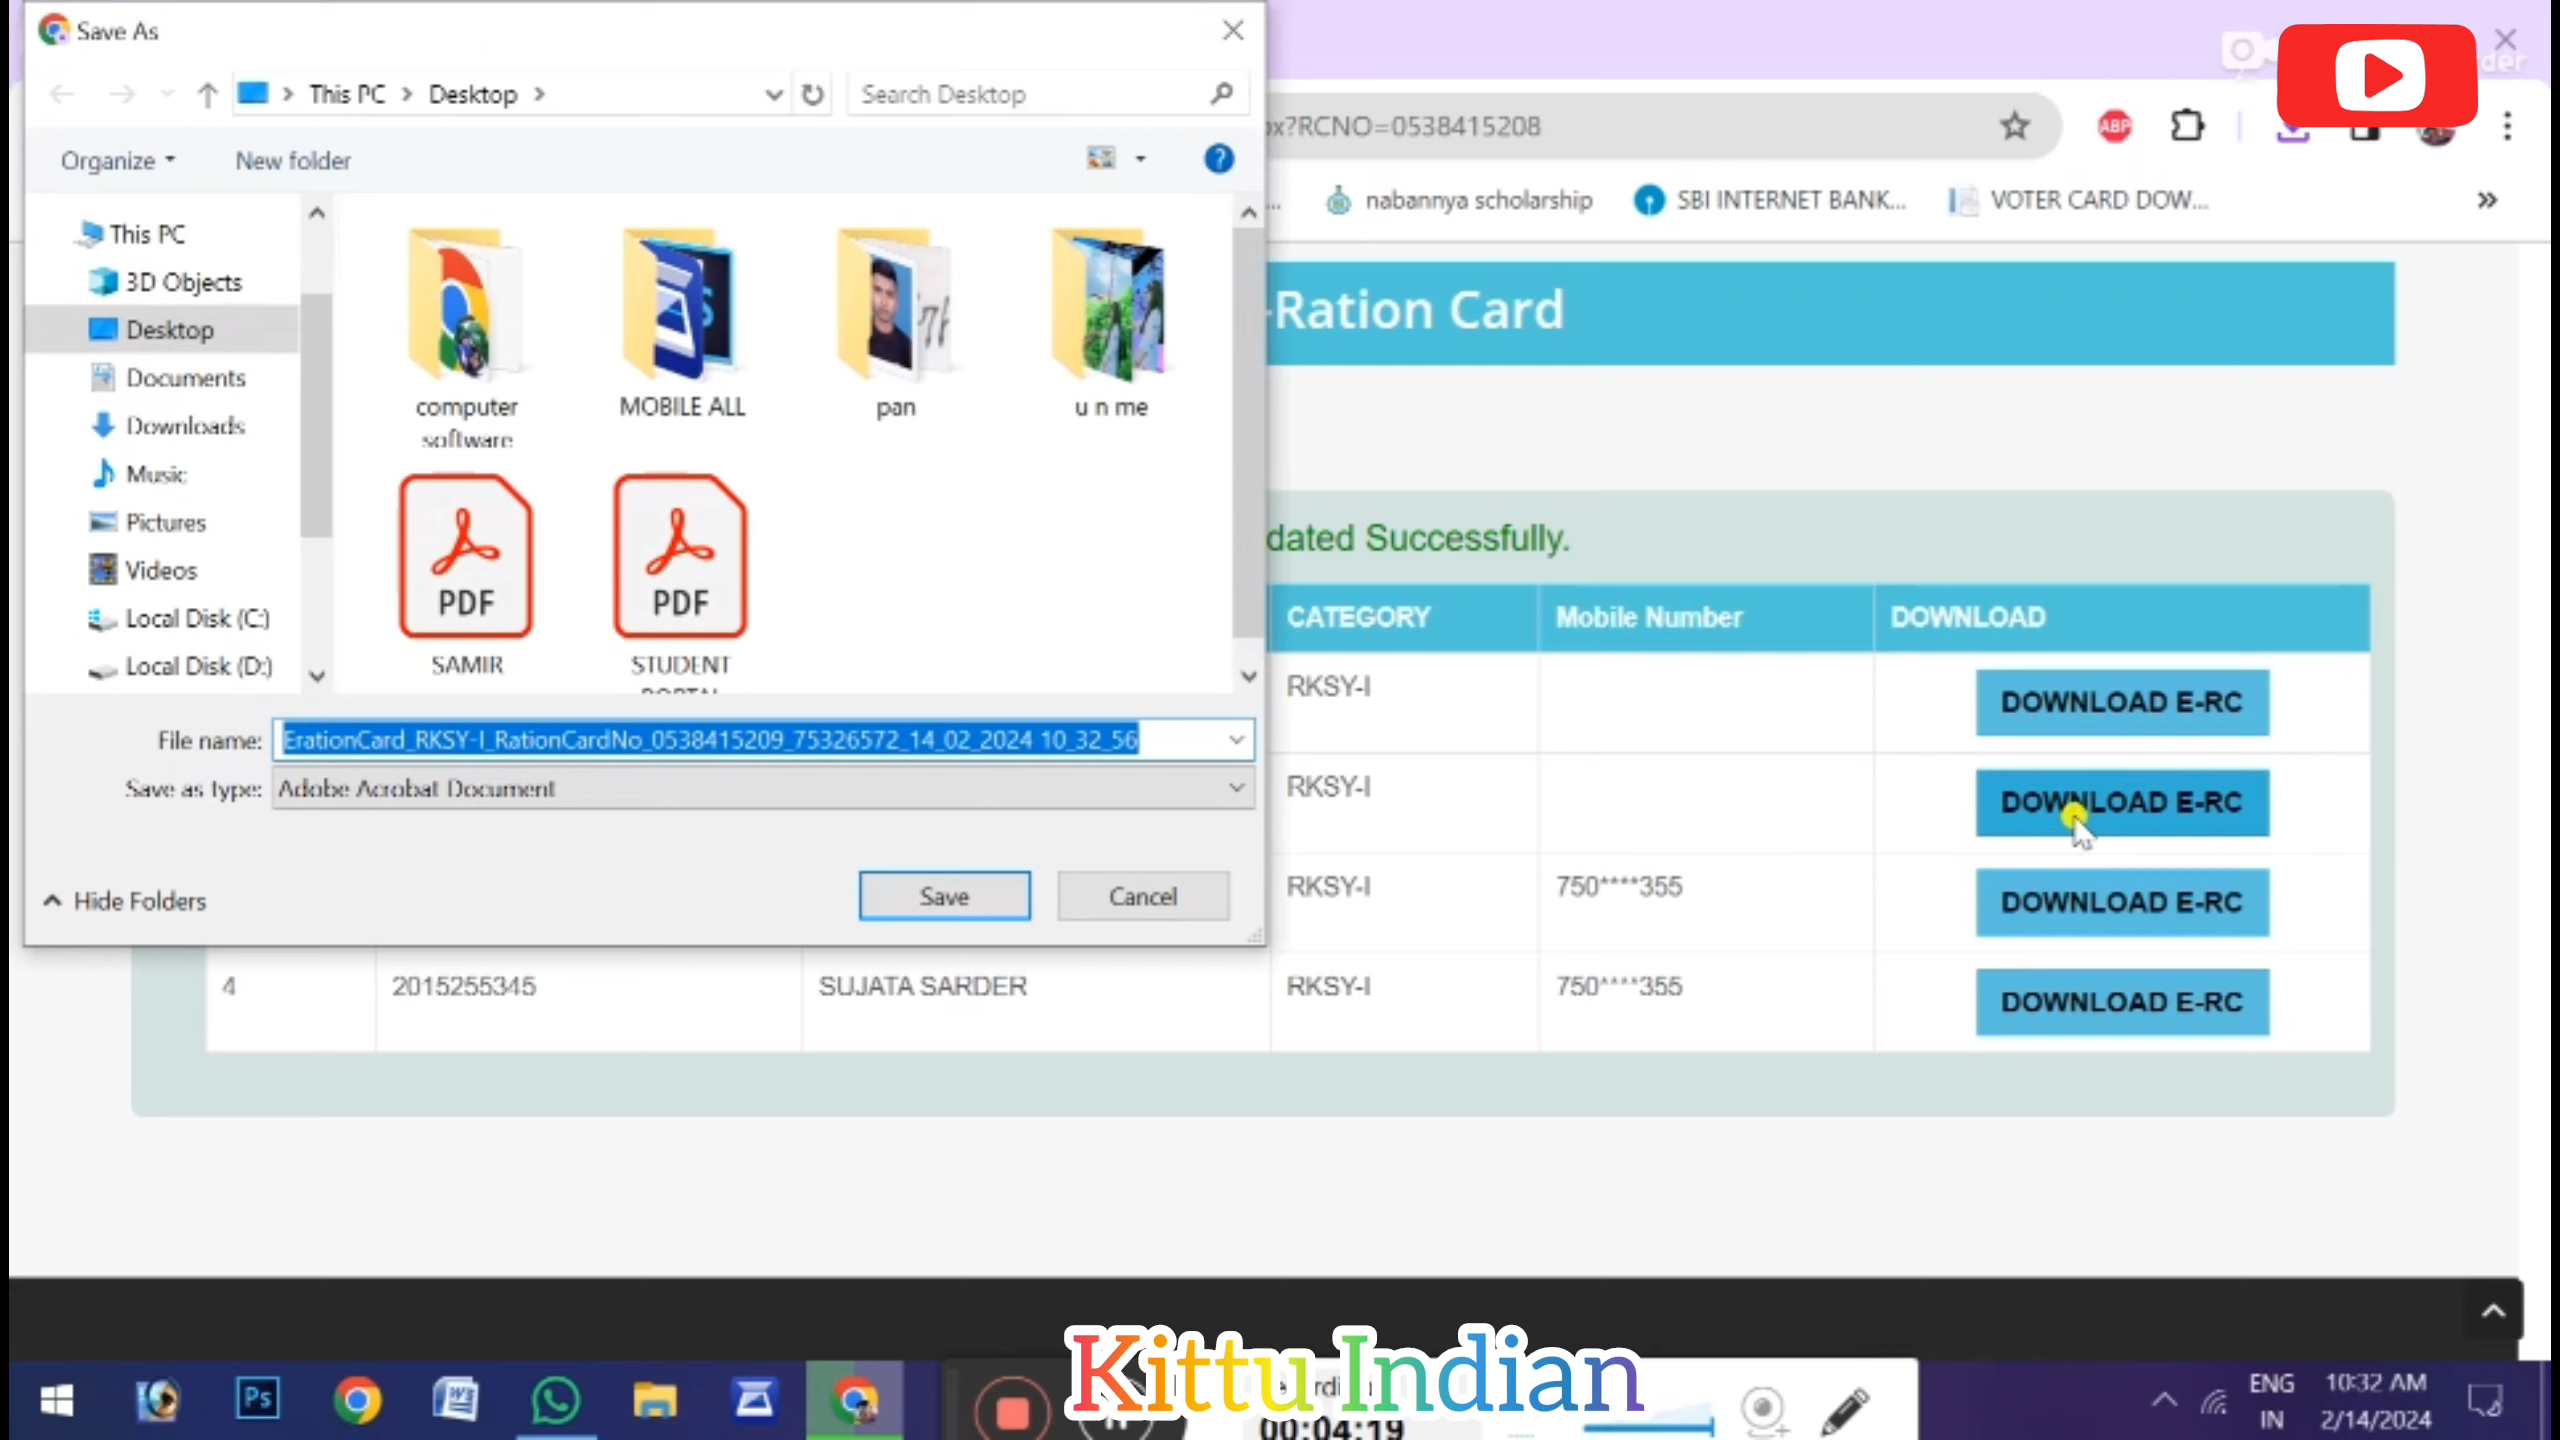 Save As
This PC > Desktop >
Search Desktop
Organize
New folder
This PC
3D Objects
Desktop
Documents
Downloads
Music
Pictures
Videos
Local Disk (C:)
Local Disk (D:)
computer
software
MOBILE ALL
pan
u n me
PDF
SAMIR
PDF
STUDENT
File name:
ErationCard_RKSY-I_RationCardNo_0538415209_75326572_14_02_2024 10_32_56
Save as type:
Adobe Acrobat Document
Hide Folders
Save
Cancel
x?RCNO=0538415208
ABP
...
nabannya scholarship
SBI INTERNET BANK...
VOTER CARD DOW...
-Ration Card
dated Successfully.
CATEGORY
Mobile Number
DOWNLOAD
RKSY-I
DOWNLOAD E-RC
RKSY-I
DOWNLOAD E-RC
RKSY-I
750****355
DOWNLOAD E-RC
4
2015255345
SUJATA SARDER
RKSY-I
750****355
DOWNLOAD E-RC
Kittu Indian
Ps
00:04:19
ENG
IN
10:32 AM
2/14/2024